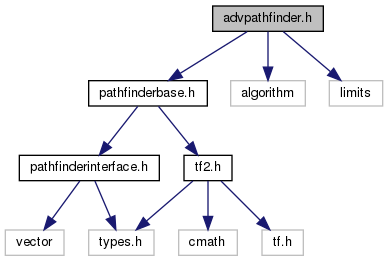 advpathfinder.h
pathfinderbase.h
algorithm
limits
pathfinderinterface.h
tf2.h
vector
types.h
cmath
tf.h